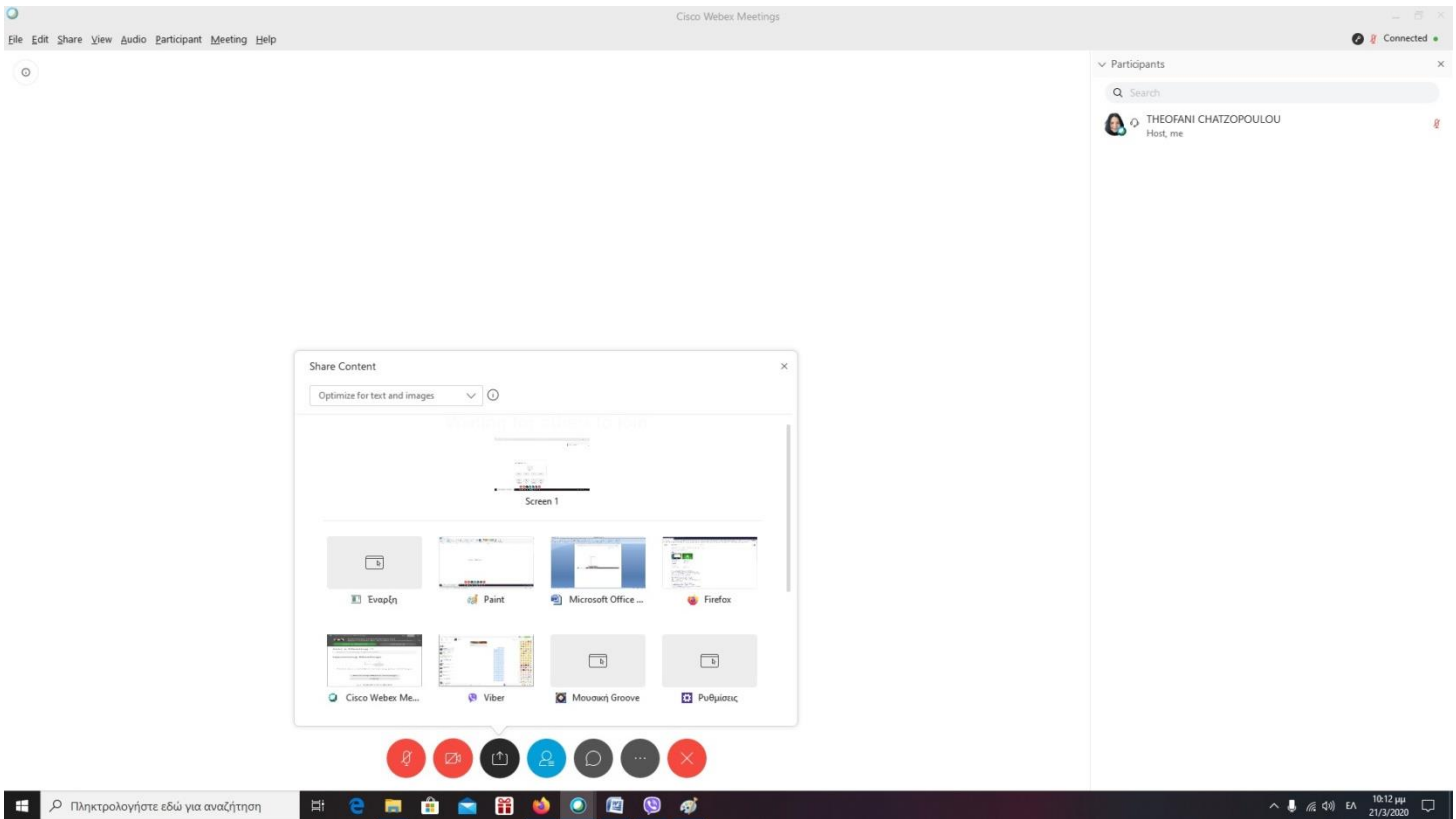 Cisco Webex Meetings
File Edit Share View Audio Participant Meeting Help
Connected
Participants
Search
THEOFANI CHATZOPOULOU
Host, me
Share Content
Optimize for text and images
Screen 1
Έναρξη Paint Microsoft Office ... Firefox
Cisco Webex Me... Viber Μουσική Groove Ρυθμίσεις
Πληκτρολογήστε εδώ για αναζήτηση
ΕΛ
10:12 μμ
21/3/2020